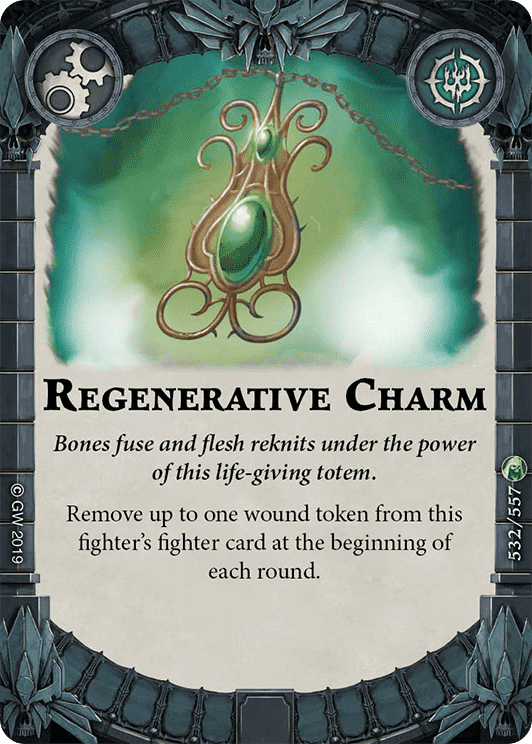 Regenerative Charm
Bones fuse and flesh reknits under the power
of this life-giving totem.
Remove up to one wound token from this
fighter's fighter card at the beginning of
each round.
© GW 2019
532/557